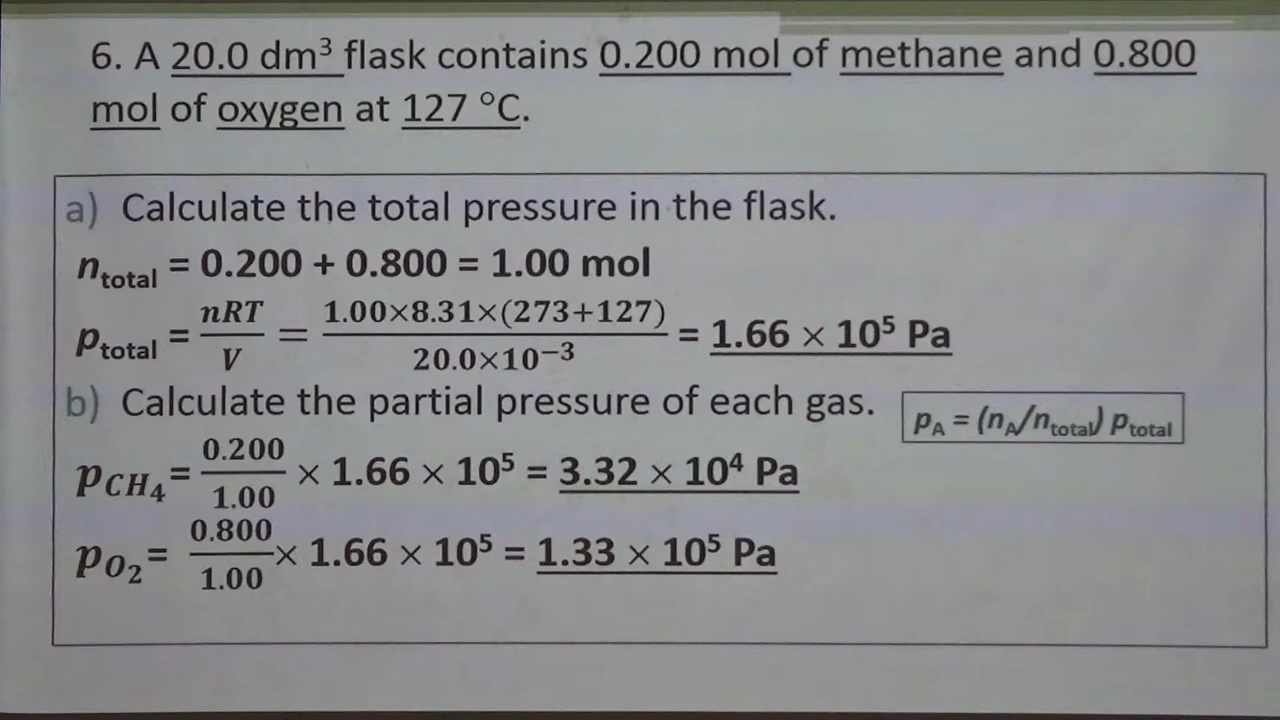 6. A 20.0 dm³ flask contains 0.200 mol of methane and 0.800
mol of oxygen at 127 °C.
a) Calculate the total pressure in the flask.
n_total = 0.200 + 0.800 = 1.00 mol
p_total = nRT/V = 1.00×8.31×(273+127)/20.0×10⁻³ = 1.66 × 10⁵ Pa
b) Calculate the partial pressure of each gas.
p_A = (n_A/n_total) p_total
p_CH₄ = 0.200/1.00 × 1.66 × 10⁵ = 3.32 × 10⁴ Pa
p_O₂ = 0.800/1.00 × 1.66 × 10⁵ = 1.33 × 10⁵ Pa